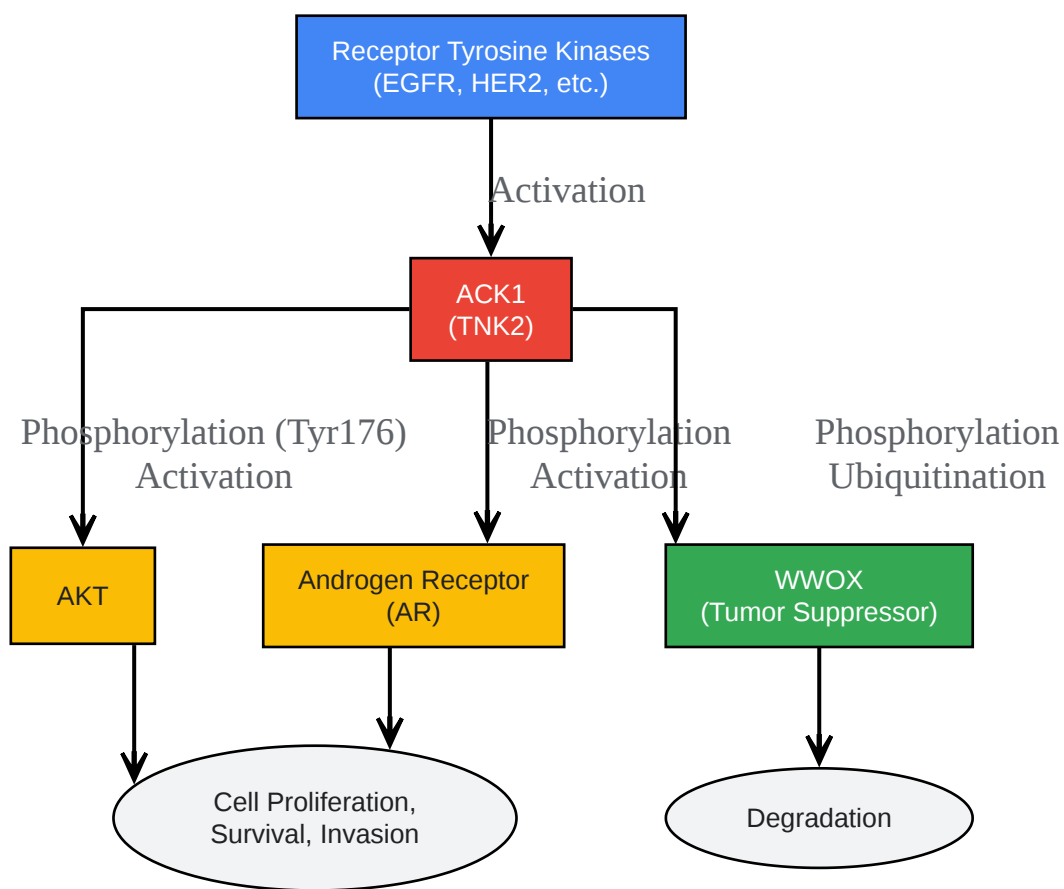 Receptor Tyrosine Kinases
(EGFR, HER2, etc.)
Activation
ACK1
(TNK2)
Phosphorylation (Tyr176)
Activation
Phosphorylation
Activation
Phosphorylation
Ubiquitination
AKT
Androgen Receptor
(AR)
WWOX
(Tumor Suppressor)
Cell Proliferation,
Survival, Invasion
Degradation